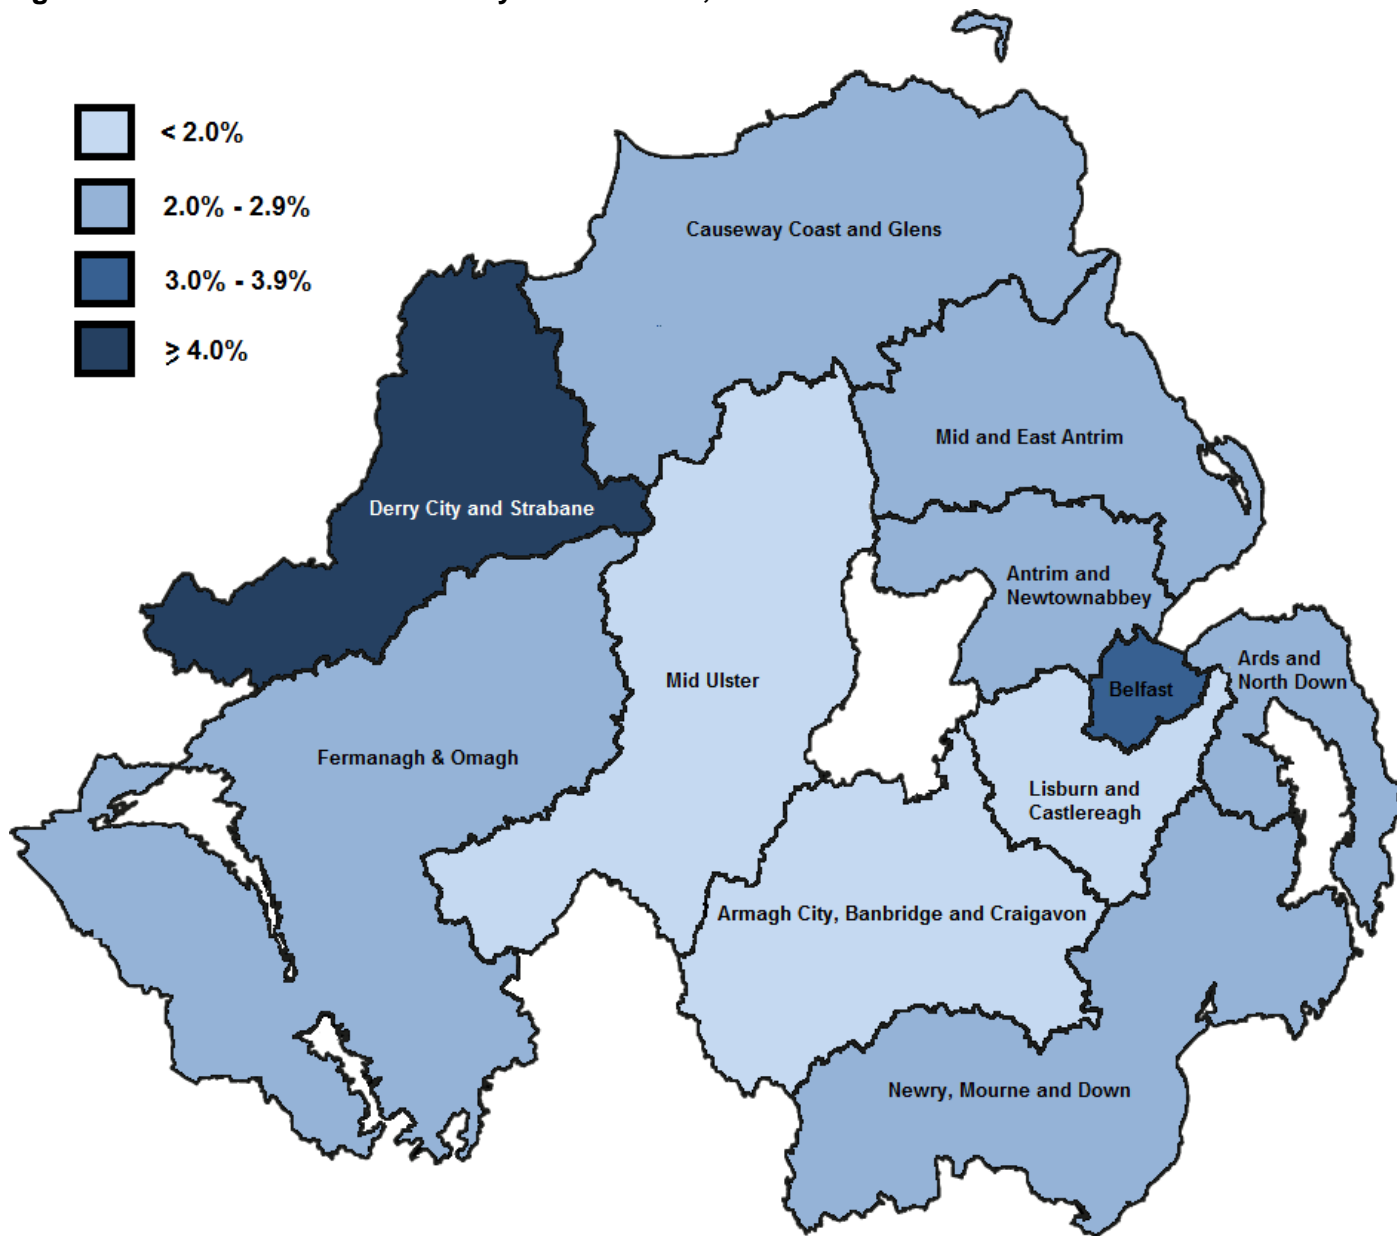 < 2.0%
2.0% - 2.9%
3.0% - 3.9%
≥ 4.0%
Causeway Coast and Glens
Mid and East Antrim
Derry City and Strabane
Antrim and
Newtownabbey
Ards and
North Down
Mid Ulster
Belfast
Fermanagh & Omagh
Lisburn and
Castlereagh
Armagh City, Banbridge and Craigavon
Newry, Mourne and Down